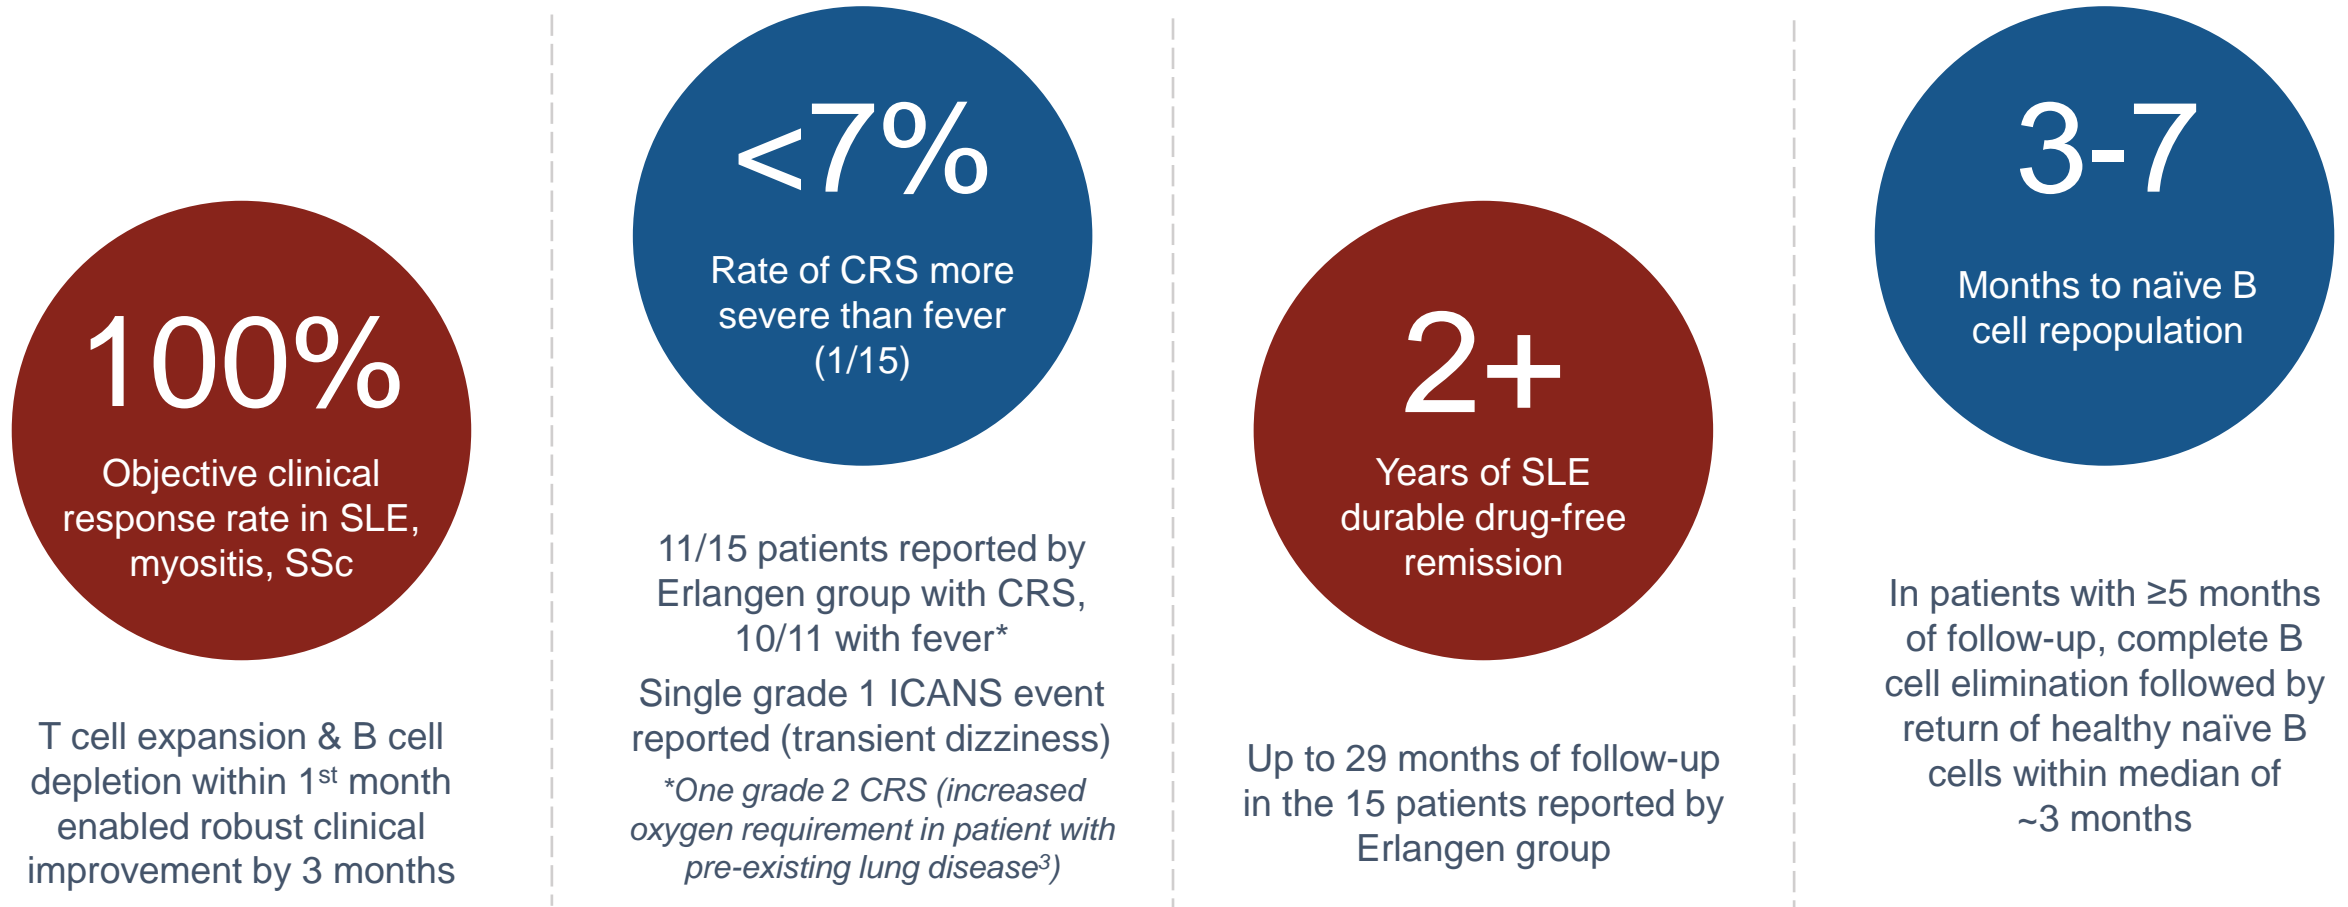 100%
Objective clinical
response rate in SLE,
myositis, SSc
T cell expansion & B cell
depletion within 1st month
enabled robust clinical
improvement by 3 months
<7%
Rate of CRS more
severe than fever
(1/15)
11/15 patients reported by
Erlangen group with CRS,
10/11 with fever*
Single grade 1 ICANS event
reported (transient dizziness)
*One grade 2 CRS (increased
oxygen requirement in patient with
pre-existing lung disease3)
2+
Years of SLE
durable drug-free
remission
Up to 29 months of follow-up
in the 15 patients reported by
Erlangen group
3-7
Months to naïve B
cell repopulation
In patients with ≥5 months
of follow-up, complete B
cell elimination followed by
return of healthy naïve B
cells within median of
~3 months